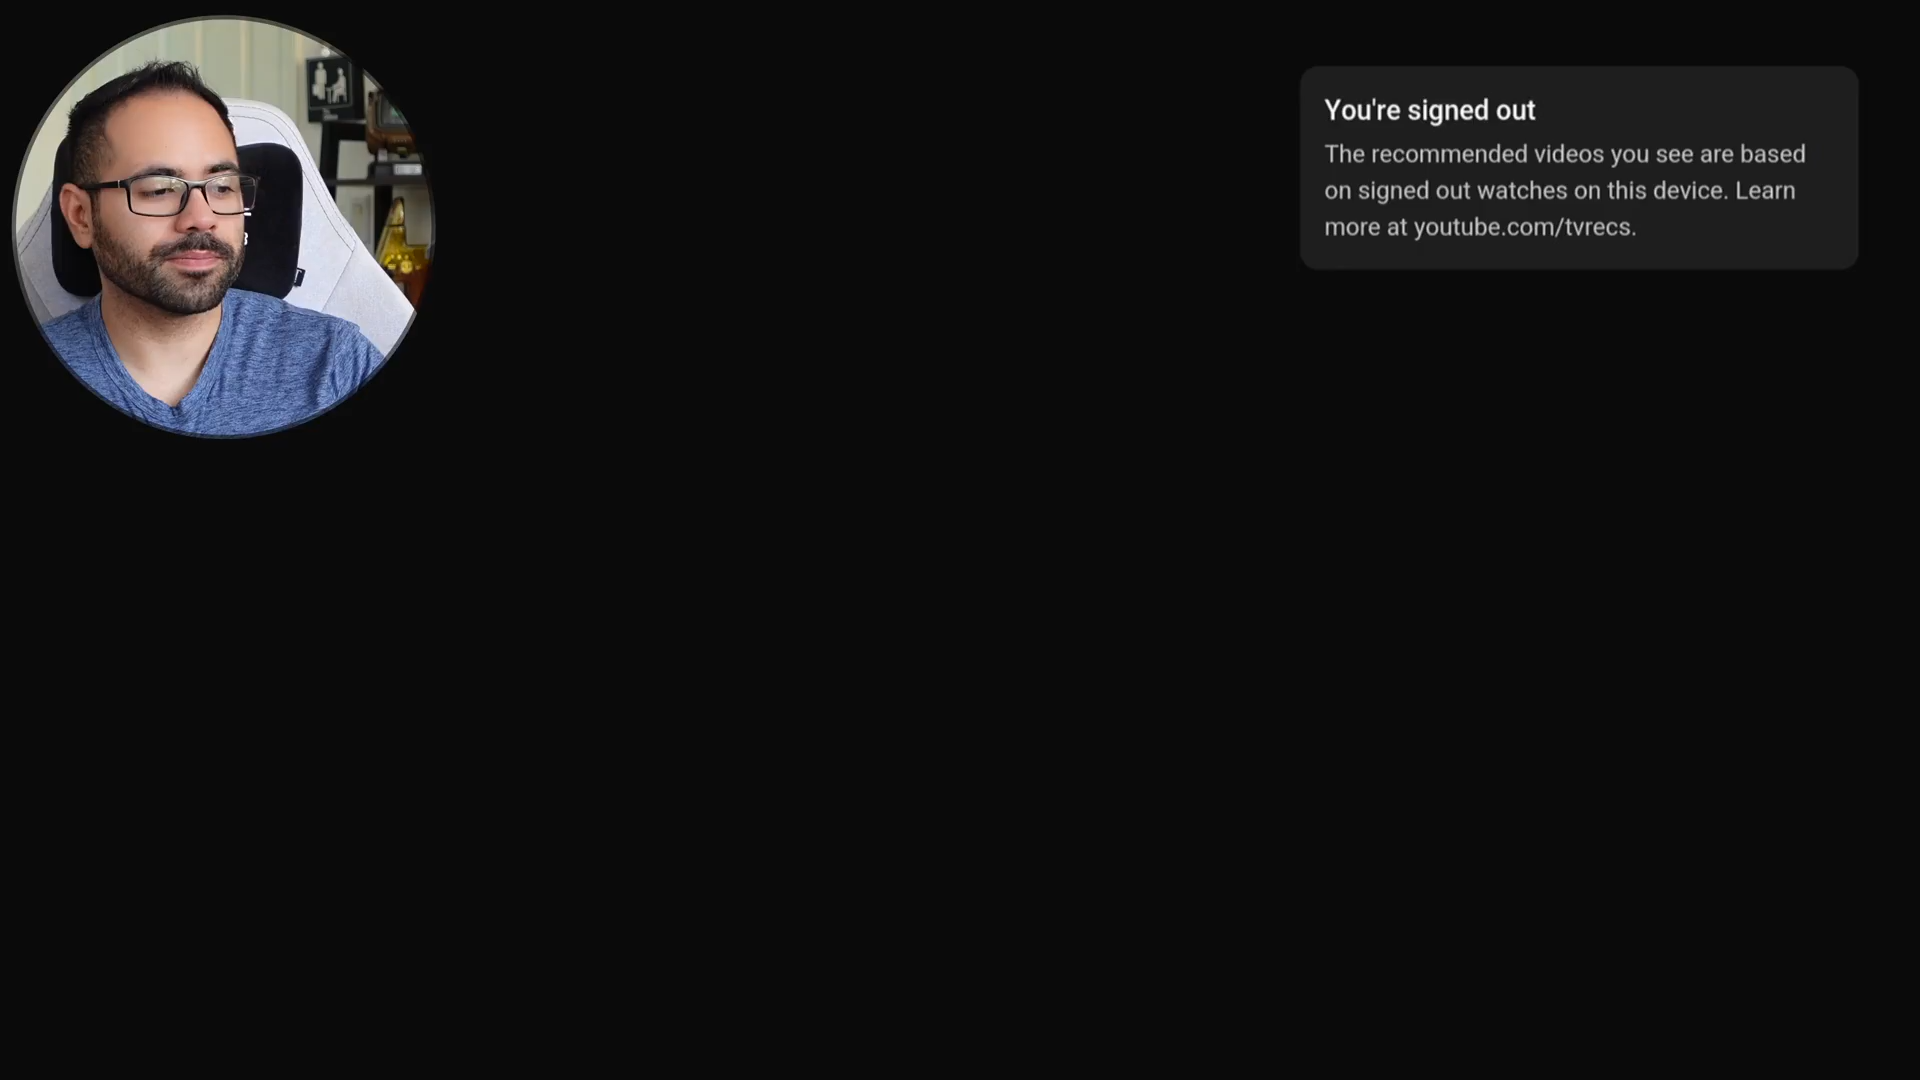 You're signed out
The recommended videos you see are based
on signed out watches on this device. Learn
more at youtube.com/tvrecs.